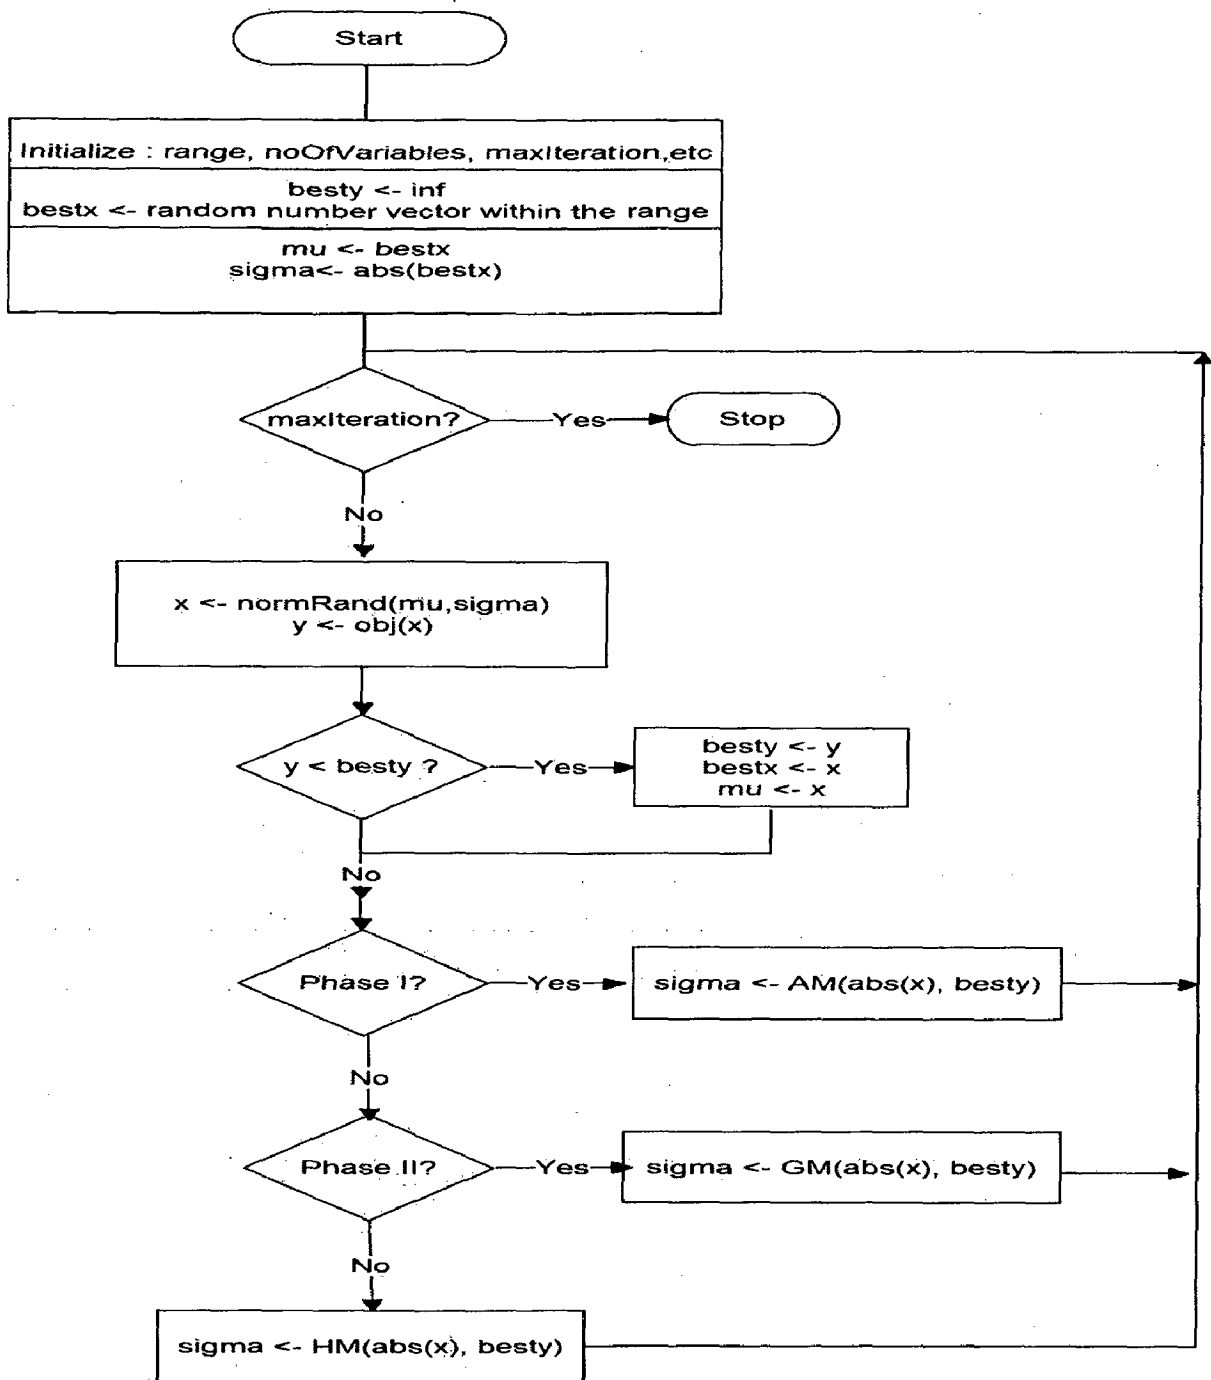 Start
Initialize : range, noOfVariables, maxIteration,etc
besty <- inf
bestx <- random number vector within the range
mu <- bestx
sigma<- abs(bestx)
maxIteration?
Yes
Stop
No
x <- normRand(mu,sigma)
y <- obj(x)
y < besty ?
Yes
besty <- y
bestx <- x
mu <- x
No
Phase I?
Yes
sigma <- AM(abs(x), besty)
No
Phase II?
Yes
sigma <- GM(abs(x), besty)
No
sigma <- HM(abs(x), besty)